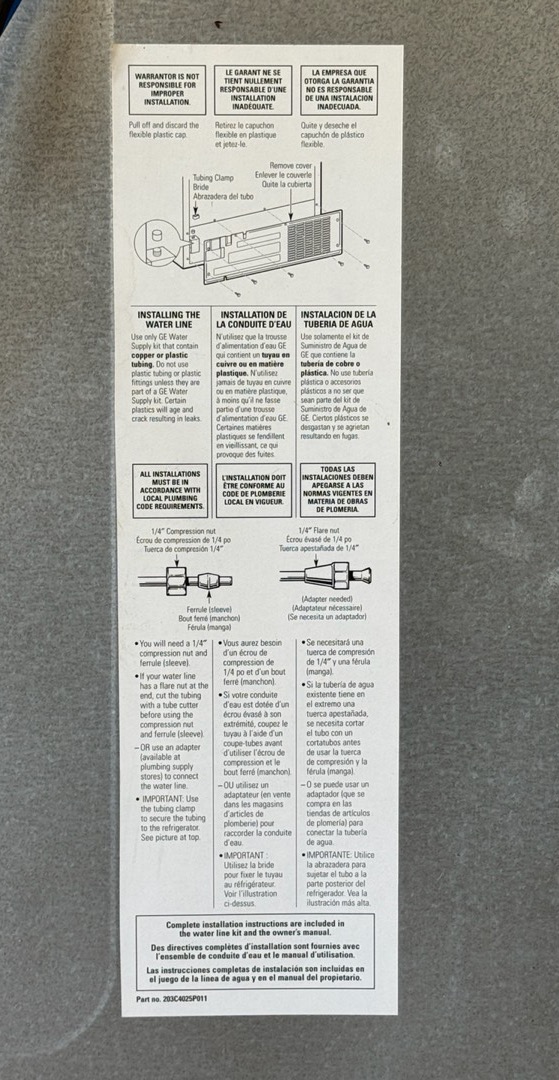 WARRANTOR IS NOT
RESPONSIBLE FOR
IMPROPER
INSTALLATION.
LE GARANT NE SE
TIENT NULLEMENT
RESPONSABLE D'UNE
INSTALLATION
INADÉQUATE.
LA EMPRESA QUE
OTORGA LA GARANTIA
NO ES RESPONSABLE
DE UNA INSTALACION
INADECUADA.
Pull off and discard the
flexible plastic cap.
Retirez le capuchon
flexible en plastique
et jetez-le.
Quite y deseche el
capuchón de plástico
flexible.
Remove cover
Enlever le couverle
Quite la cubierta
Tubing Clamp
Bride
Abrazadera del tubo
INSTALLING THE
WATER LINE
Use only GE Water
Supply kit that contain
copper or plastic
tubing. Do not use
plastic tubing or plastic
fittings unless they are
part of a GE Water
Supply kit. Certain
plastics will age and
crack resulting in leaks.
INSTALLATION DE
LA CONDUITE D'EAU
N'utilisez que la trousse
d'alimentation d'eau GE
qui contient un tuyau en
cuivre ou en matière
plastique. N'utilisez
jamais de tuyau en cuivre
ou en matière plastique,
à moins qu'il ne fasse
partie d'une trousse
d'alimentation d'eau GE.
Certaines matières
plastiques se fendillent
en vieillissant, ce qui
provoque des fuites.
INSTALACION DE LA
TUBERIA DE AGUA
Use solamente el kit de
Suministro de Agua de
GE que contiene la
tuberia de cobre o
plástica. No use tubería
plástica o accesorios
plásticos a no ser que
sean parte del kit de
Suministro de Agua de
GE. Ciertos plásticos se
desgastan y se agrietan
resultando en fugas.
ALL INSTALLATIONS
MUST BE IN
ACCORDANCE WITH
LOCAL PLUMBING
CODE REQUIREMENTS.
L'INSTALLATION DOIT
ÊTRE CONFORME AU
CODE DE PLOMBERIE
LOCAL EN VIGUEUR.
TODAS LAS
INSTALACIONES DEBEN
APEGARSE A LAS
NORMAS VIGENTES EN
MATERIA DE OBRAS
DE PLOMERIA.
1/4" Compression nut
Écrou de compression de 1/4 po
Tuerca de compresión 1/4"
1/4" Flare nut
Écrou évasé de 1/4 po
Tuerca apestañada de 1/4"
Ferrule (sleeve)
Bout ferré (manchon)
Férula (manga)
(Adapter needed)
(Adaptateur nécessaire)
(Se necesita un adaptador)
• You will need a 1/4"
compression nut and
ferrule (sleeve).
• If your water line
has a flare nut at the
end, cut the tubing
with a tube cutter
before using the
compression nut
and ferrule (sleeve)
– OR use an adapter
(available at
plumbing supply
stores) to connect
the water line.
• IMPORTANT: Use
the tubing clamp
to secure the tubing
to the refrigerator.
See picture at top.
• Vous aurez besoin
d'un écrou de
compression de
1/4 po et d'un bout
ferré (manchon).
• Si votre conduite
d'eau est dotée d'un
écrou évasé à son
extrémité, coupez le
tuyau à l'aide d'un
coupe-tubes avant
d'utiliser l'écrou de
compression et le
bout ferré (manchon)
– OU utilisez un
adaptateur (en vente
dans les magasins
d'articles de
plomberie) pour
raccorder la conduite
d'eau.
• IMPORTANT :
Utilisez la bride
pour fixer le tuyau
au réfrigérateur.
Voir l'illustration
ci-dessus.
• Se necesitará una
tuerca de compresión
de 1/4" y una férula
(manga).
• Si la tubería de agua
existente tiene en
el extremo una
tuerca apestañada,
se necesita cortar
el tubo con un
cortatubos antes
de usar la tuerca
de compresión y la
férula (manga).
– O se puede usar un
adaptador (que se
compra en las
tiendas de artículos
de plomería) para
conectar la tubería
de agua.
• IMPORTANTE: Utilice
la abrazadera para
sujetar el tubo a la
parte posterior del
refrigerador. Vea la
ilustración más alta.
Complete installation instructions are included in
the water line kit and the owner's manual.
Des directives complètes d'installation sont fournies avec
l'ensemble de conduite d'eau et le manual d'utilisation.
Las instrucciones completas de instalación son incluidas en
el juego de la linea de agua y en el manual del propietario.
Part no. 203C4025P011